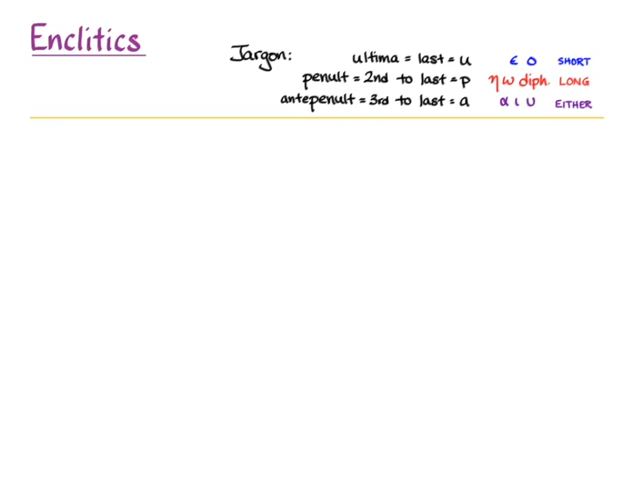 Enclitics
Jargon: ultima = last = u ε ο SHORT
penult = 2nd to last = p η ω diph. LONG
antepenult = 3rd to last = a α ι υ EITHER